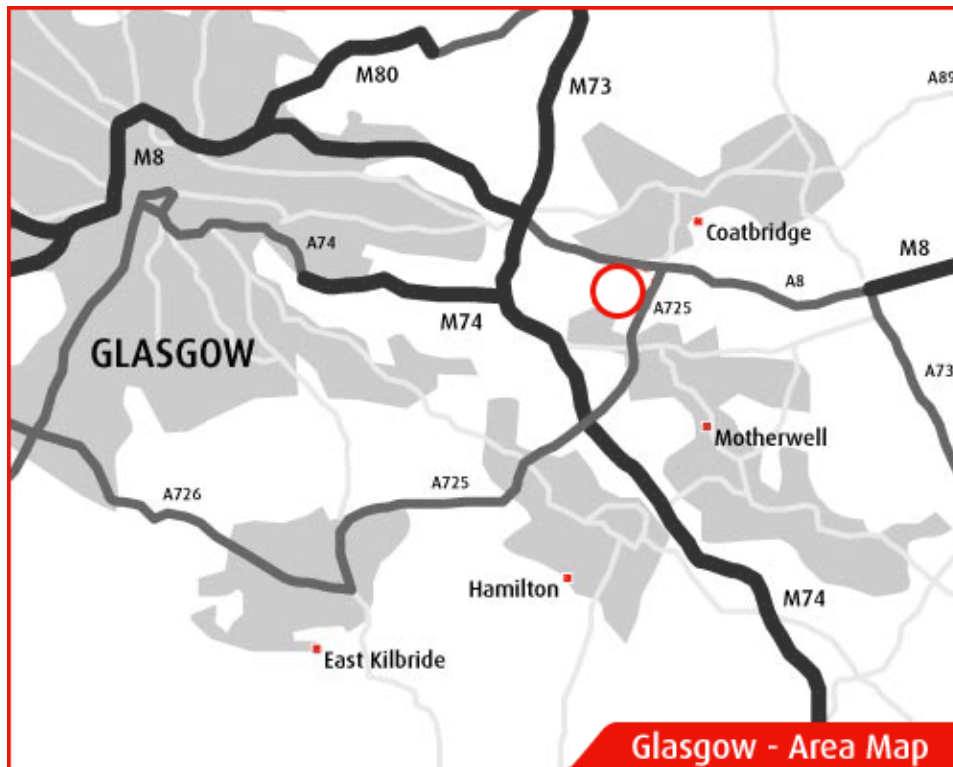 M80
M73
A89
M8
A74
Coatbridge
M8
A8
A725
M74
GLASGOW
A73
Motherwell
A725
A726
Hamilton
M74
East Kilbride
Glasgow - Area Map